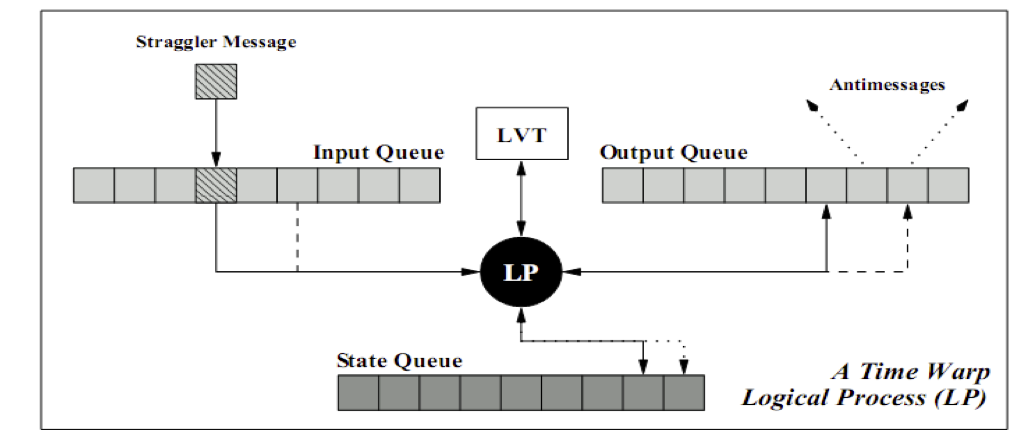 Straggler Message
Antimessages
LVT
Input Queue
Output Queue
LP
State Queue
A Time Warp
Logical Process (LP)